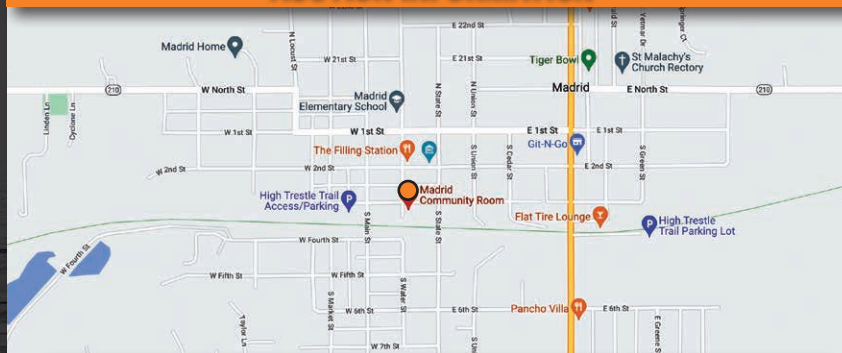 E 22nd St
Madrid Home
N Locust St
W 21st St
E 21st St
Tiger Bowl
St Malachy's
Church Rectory
210
W North St
Madrid
Elementary School
N State St
N Union St
Madrid
E North St
210
Linden Ln
Cyclone Ln
W 1st St
W 1st St
E 1st St
E 1st St
The Filling Station
Git-N-Go
W 2nd St
W 2nd St
E 2nd St
S Union St
S Cedar St
S Green St
High Trestle Trail
Access/Parking
Madrid
Community Room
Flat Tire Lounge
High Trestle
Trail Parking Lot
S Main St
S State St
W Fourth St
W Fourth St
W Fifth St
W Fifth St
S Water St
S Market St
W 6th St
E 6th St
Pancho Villa
Taylor Ln
W 7th St
E Greene S